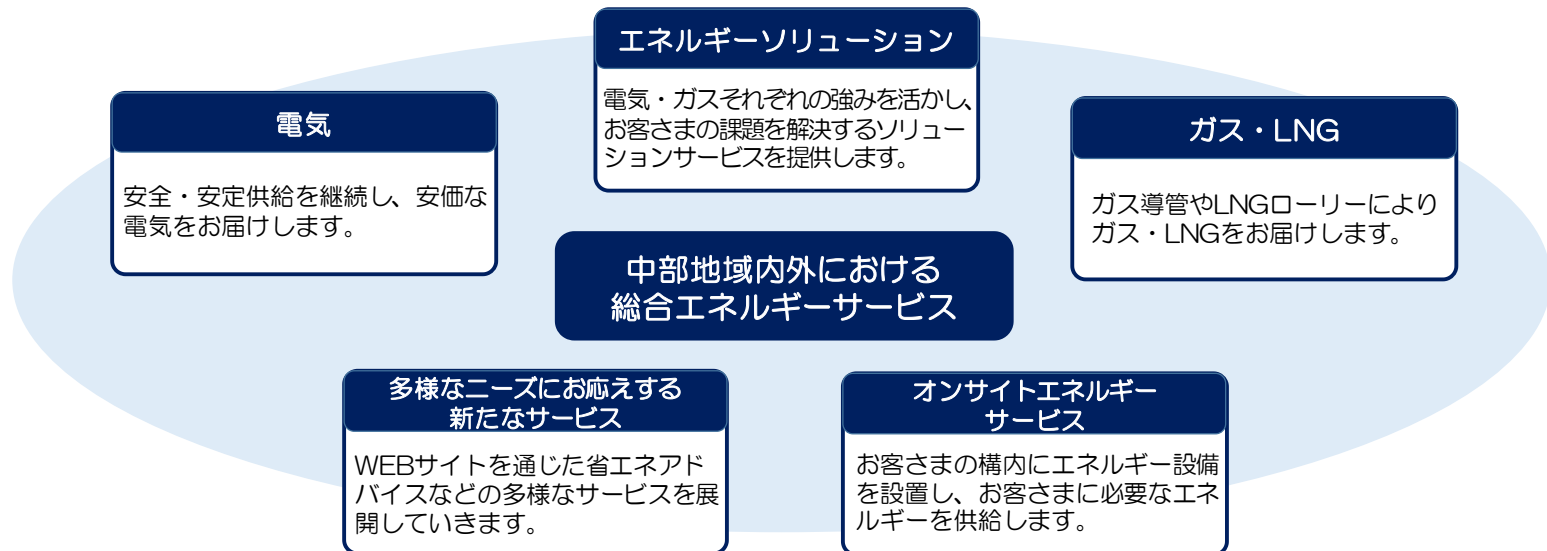 エネルギーソリューション
電気・ガスそれぞれの強みを活かし、
お客さまの課題を解決するソリュー
ションサービスを提供します。
電気
安全・安定供給を継続し、安価な
電気をお届けします。
ガス・LNG
ガス導管やLNGローリーにより
ガス・LNGをお届けします。
中部地域内外における
総合エネルギーサービス
多様なニーズにお応えする
新たなサービス
WEBサイトを通じた省エネアド
バイスなどの多様なサービスを展
開していきます。
オンサイトエネルギー
サービス
お客さまの構内にエネルギー設備
を設置し、お客さまに必要なエネ
ルギーを供給します。